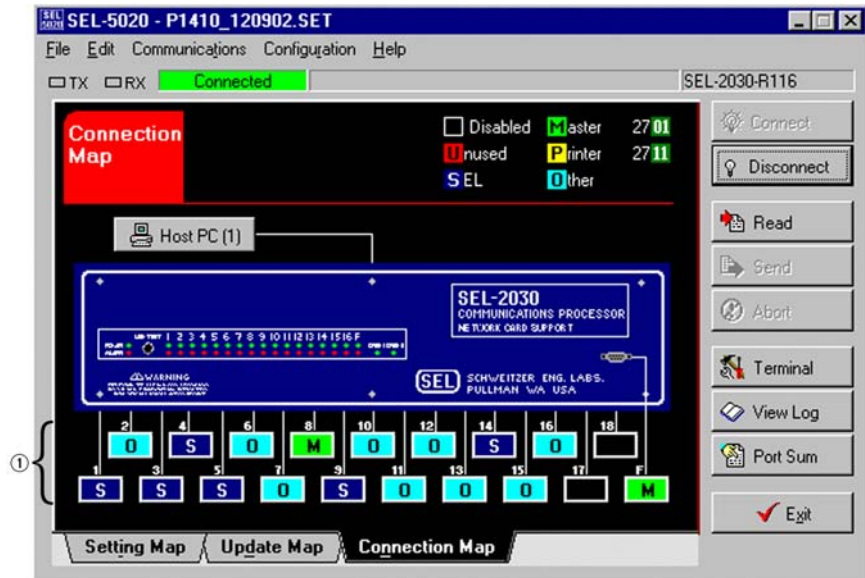 SEL-5020 - P1410_120902.SET
File Edit Communications Configuration Help
TX RX Connected SEL-2030-R116
Connection
Map
Disabled Master 27 01
Unused Printer 27 11
SEL Other
Host PC (1)
SEL-2030
COMMUNICATIONS PROCESSOR
NETWORK CARD SUPPORT
1 2 3 4 5 6 7 8 9 10 11 12 13 14 15 16 F
WARNING
SEL SCHWEITZER ENG. LABS.
PULLMAN WA USA
2 4 6 8 10 12 14 16 18
O S O M O O S O
1 3 5 7 9 11 13 15 17 F
S S S O S O O O M
1
Setting Map Update Map Connection Map
Connect
Disconnect
Read
Send
Abort
Terminal
View Log
Port Sum
Exit